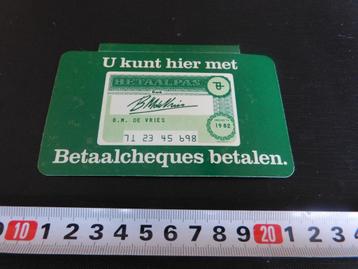 U kunt hier met
BETAALPAS
Bank
B.M. DE VRIES
1982
71 23 45 698
Betaalcheques betalen.
10 1 2 3 4 5 6 7 8 9 20 1 2 3